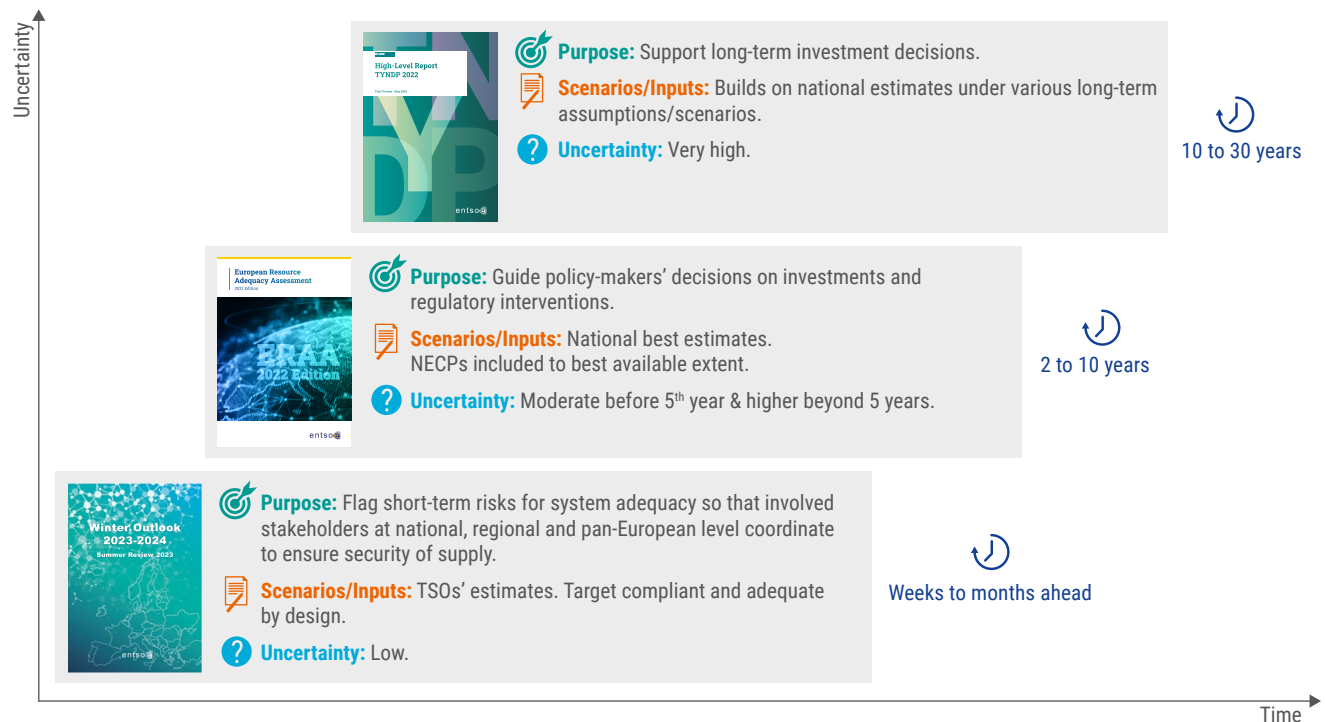 Uncertainty
High-Level Report
TYNDP 2022
TYNDP
entsoe
Purpose: Support long-term investment decisions.
Scenarios/Inputs: Builds on national estimates under various long-term
assumptions/scenarios.
? Uncertainty: Very high.
10 to 30 years
European Resource
Adequacy Assessment
2022 Edition
ERAA
2022 Edition
entsoe
Purpose: Guide policy-makers’ decisions on investments and
regulatory interventions.
Scenarios/Inputs: National best estimates.
NECPs included to best available extent.
? Uncertainty: Moderate before 5th year & higher beyond 5 years.
2 to 10 years
Winter Outlook
2023-2024
Summer Review 2023
entsoe
Purpose: Flag short-term risks for system adequacy so that involved
stakeholders at national, regional and pan-European level coordinate
to ensure security of supply.
Scenarios/Inputs: TSOs’ estimates. Target compliant and adequate
by design.
? Uncertainty: Low.
Weeks to months ahead
Time